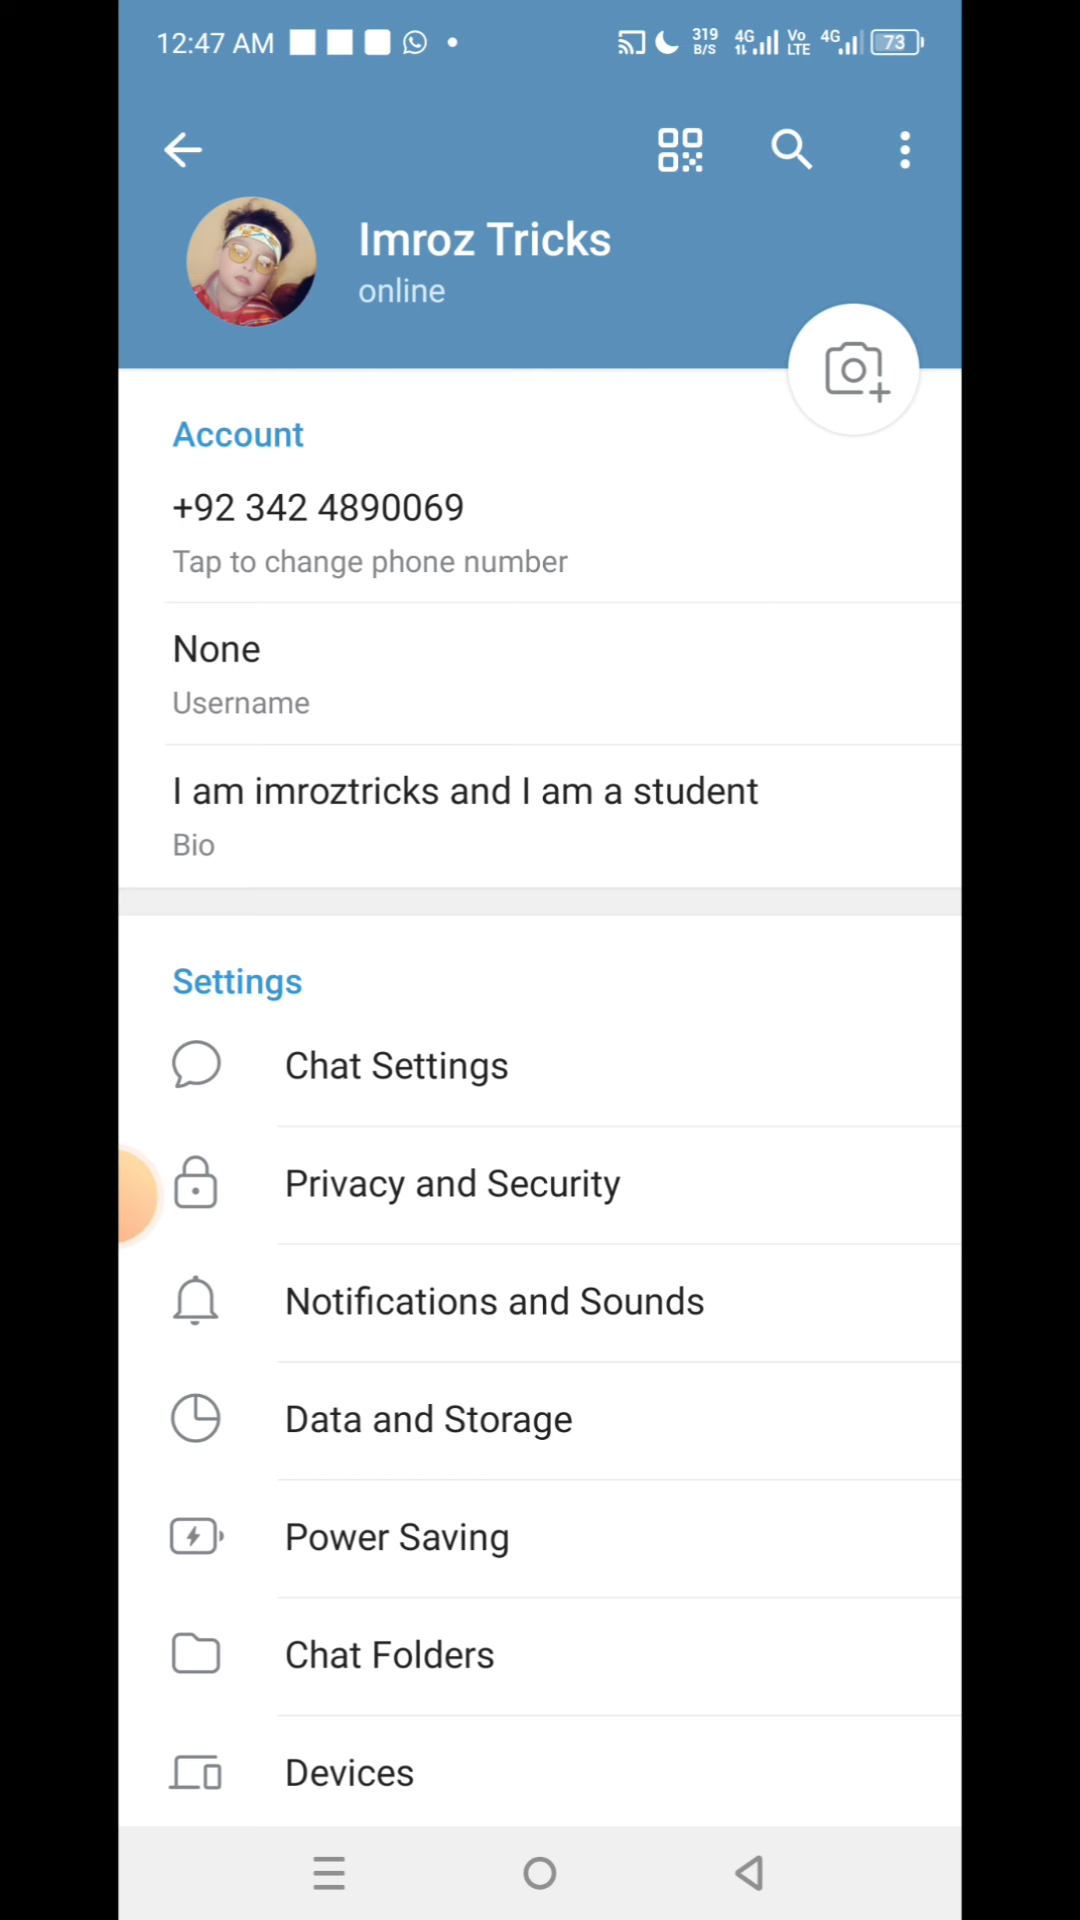 12:47 AM 319 B/S 4G Vo LTE 4G 73
Imroz Tricks
online
Account
+92 342 4890069
Tap to change phone number
None
Username
I am imroztricks and I am a student
Bio
Settings
Chat Settings
Privacy and Security
Notifications and Sounds
Data and Storage
Power Saving
Chat Folders
Devices